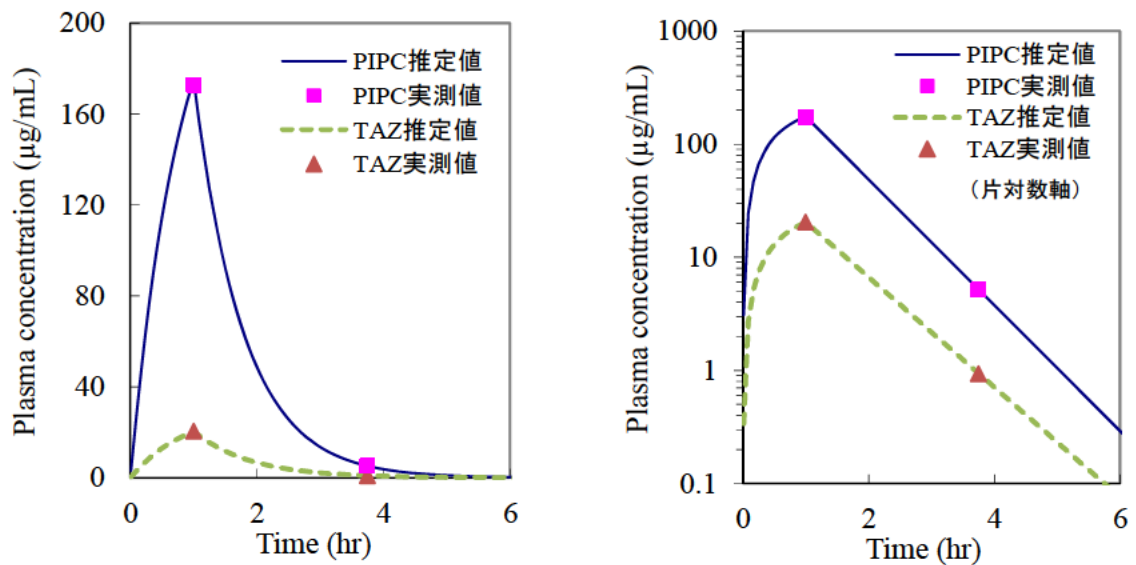 200
160
120
80
40
0
0
2
4
6
Plasma concentration (µg/mL)
Time (hr)
PIPC推定値
PIPC実測値
TAZ推定値
TAZ実測値
1000
100
10
1
0.1
0
2
4
6
Plasma concentration (µg/mL)
Time (hr)
PIPC推定値
PIPC実測値
TAZ推定値
TAZ実測値
（片対数軸）